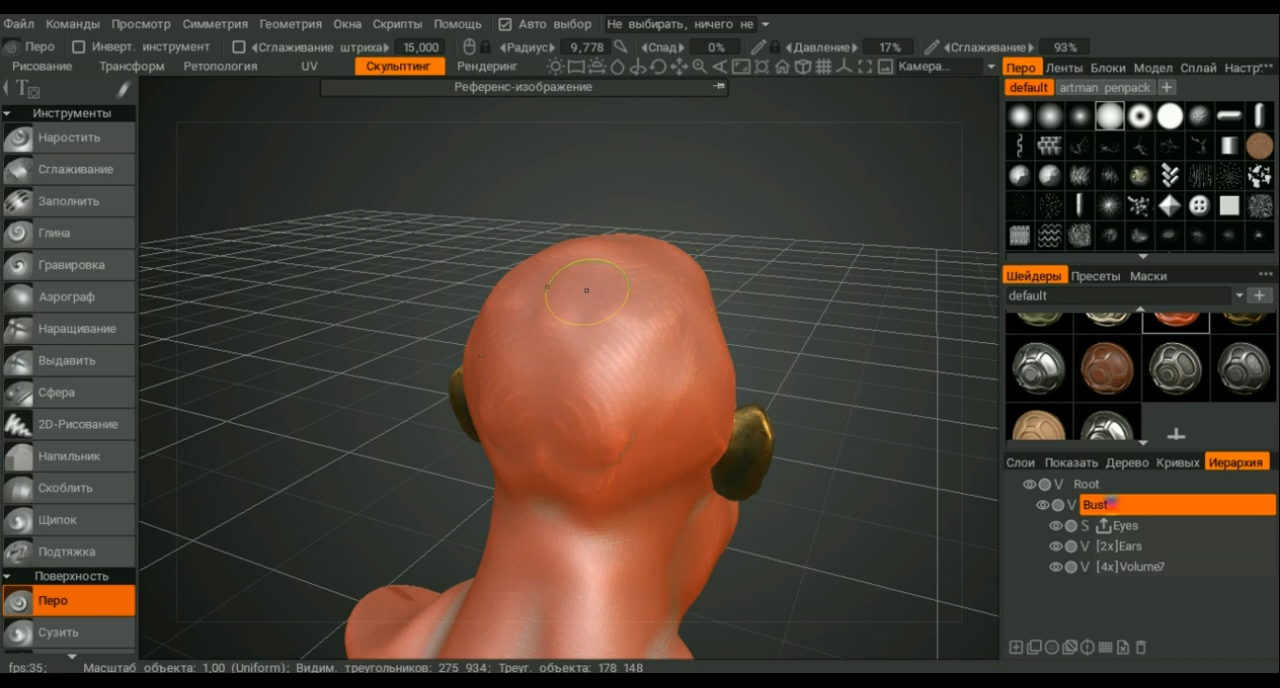 Файл Команды Просмотр Симметрия Геометрия Окна Скрипты Помощь Авто выбор Не выбирать, ничего не
Перо Инверт. инструмент Сглаживание штриха 15,000 Радиус 9,778 Спад 0% Давление 17% Сглаживание 93%
Рисование Трансформ Ретопология UV Скульптинг Рендеринг Камера...
Перо Ленты Блоки Модел Сплай Настр
Референс-изображение
default artman penpack
Инструменты
Наростить
Сглаживание
Заполнить
Глина
Гравировка
Аэрограф
Наращивание
Выдавить
Сфера
2D-Рисование
Напильник
Скоблить
Щипок
Подтяжка
Поверхность
Перо
Сузить
Шейдеры Пресеты Маски
default
Слои Показать Дерево Кривых Иерархия
V Root
V Bust
S Eyes
V [2x]Ears
V [4x]Volume7
fps:35; Масштаб объекта: 1,00 (Uniform); Видим. треугольников: 275 934; Треуг. объекта: 178 148